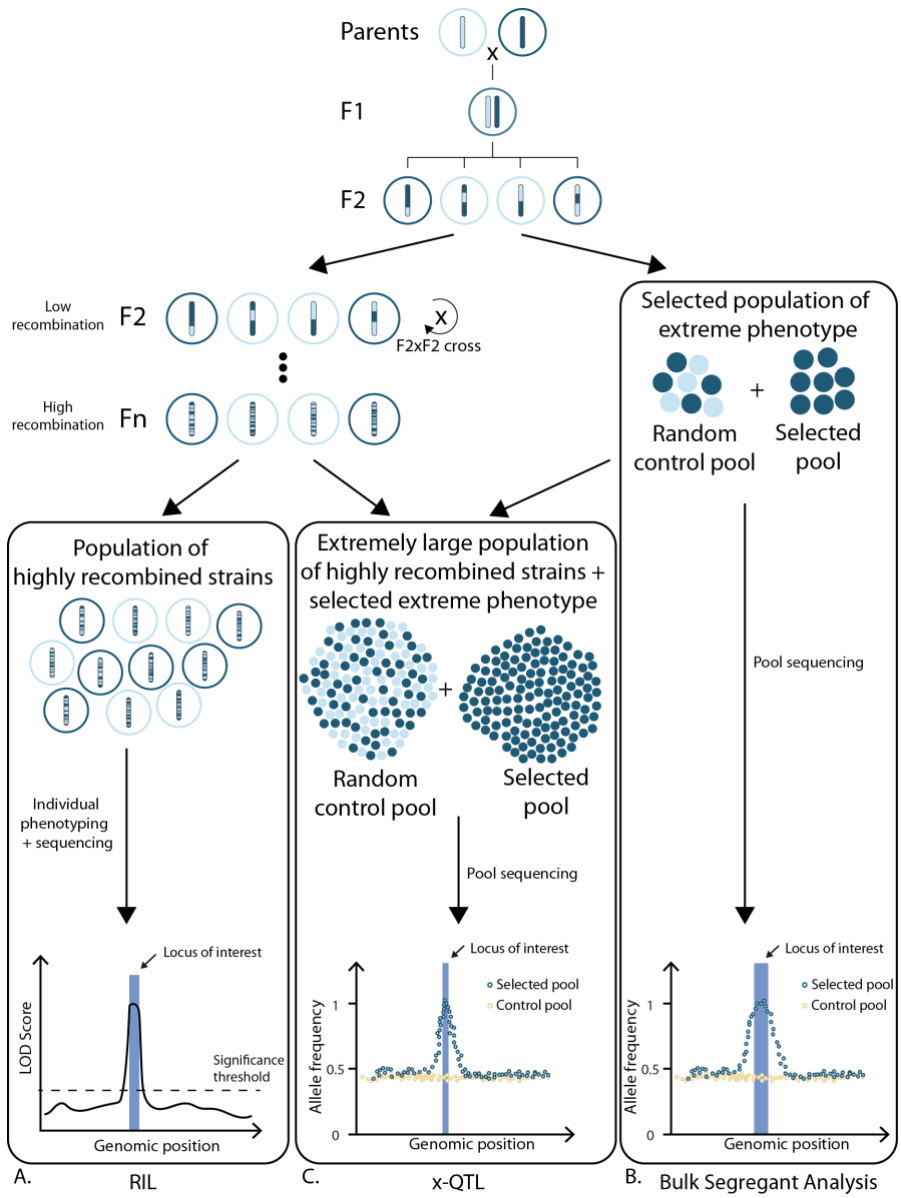 Parents
x
F1
F2
Low
recombination
F2
x
F2xF2 cross
High
recombination
Fn
Selected population of
extreme phenotype
+
Random
control pool
Selected
pool
Pool sequencing
Population of
highly recombined strains
Individual
phenotyping
+ sequencing
Extremely large population
of highly recombined strains +
selected extreme phenotype
+
Random
control pool
Selected
pool
Pool sequencing
Locus of interest
LOD Score
Significance
threshold
Genomic position
Locus of interest
Selected pool
Control pool
Allele frequency
1
0.5
0
Genomic position
Locus of interest
Selected pool
Control pool
Allele frequency
1
0.5
0
Genomic position
A.
RIL
C.
x-QTL
B.
Bulk Segregant Analysis